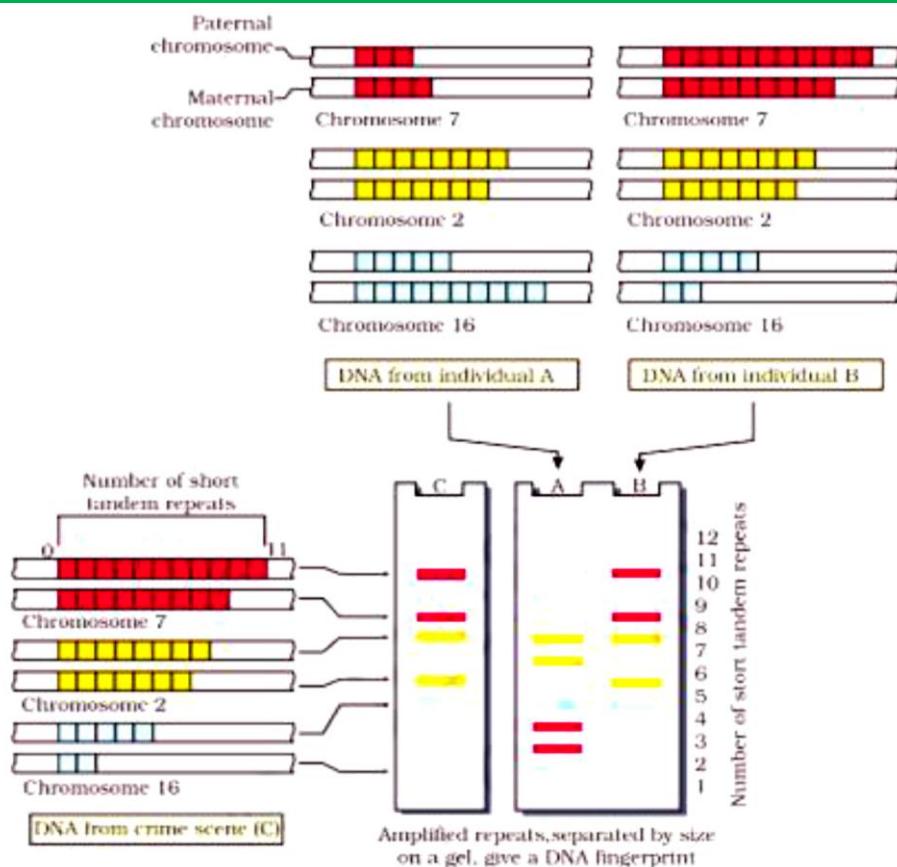 Paternal
chromosome
Maternal
chromosome
Chromosome 7
Chromosome 7
Chromosome 2
Chromosome 2
Chromosome 16
Chromosome 16
DNA from individual A
DNA from individual B
Number of short
tandem repeats
0
11
Chromosome 7
Chromosome 2
Chromosome 16
DNA from crime scene (C)
C
A
B
12
11
10
9
8
7
6
5
4
3
2
1
Number of stort tandem repeats
Amplified repeats, separated by size
on a gel, give a DNA fingerprint